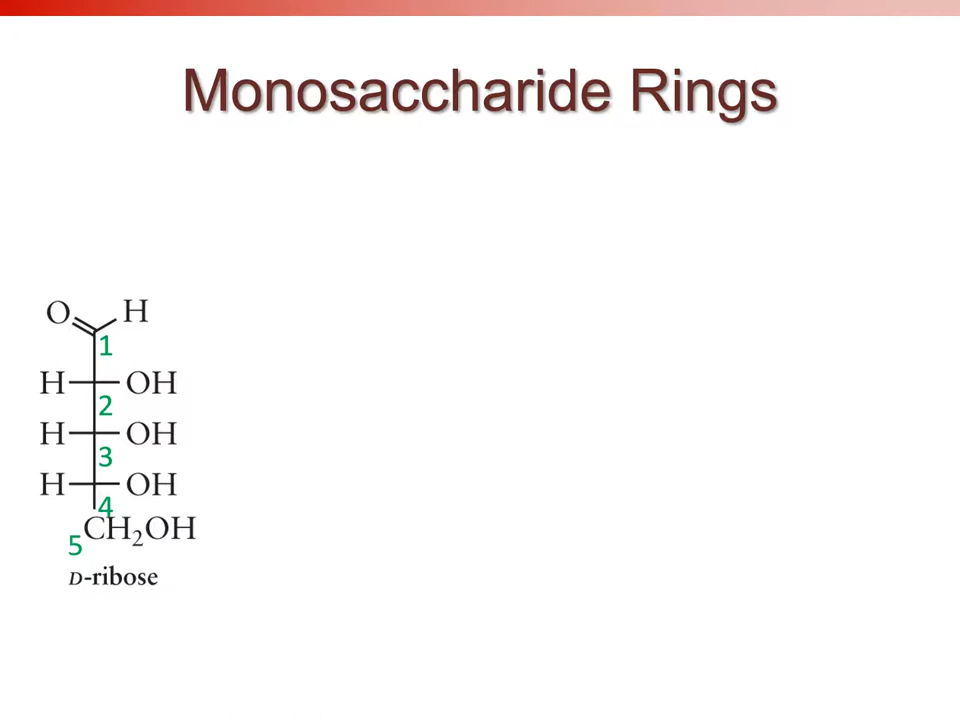 Monosaccharide Rings
O H
1
H OH
2
H OH
3
H OH
4
CH₂OH
5
D-ribose